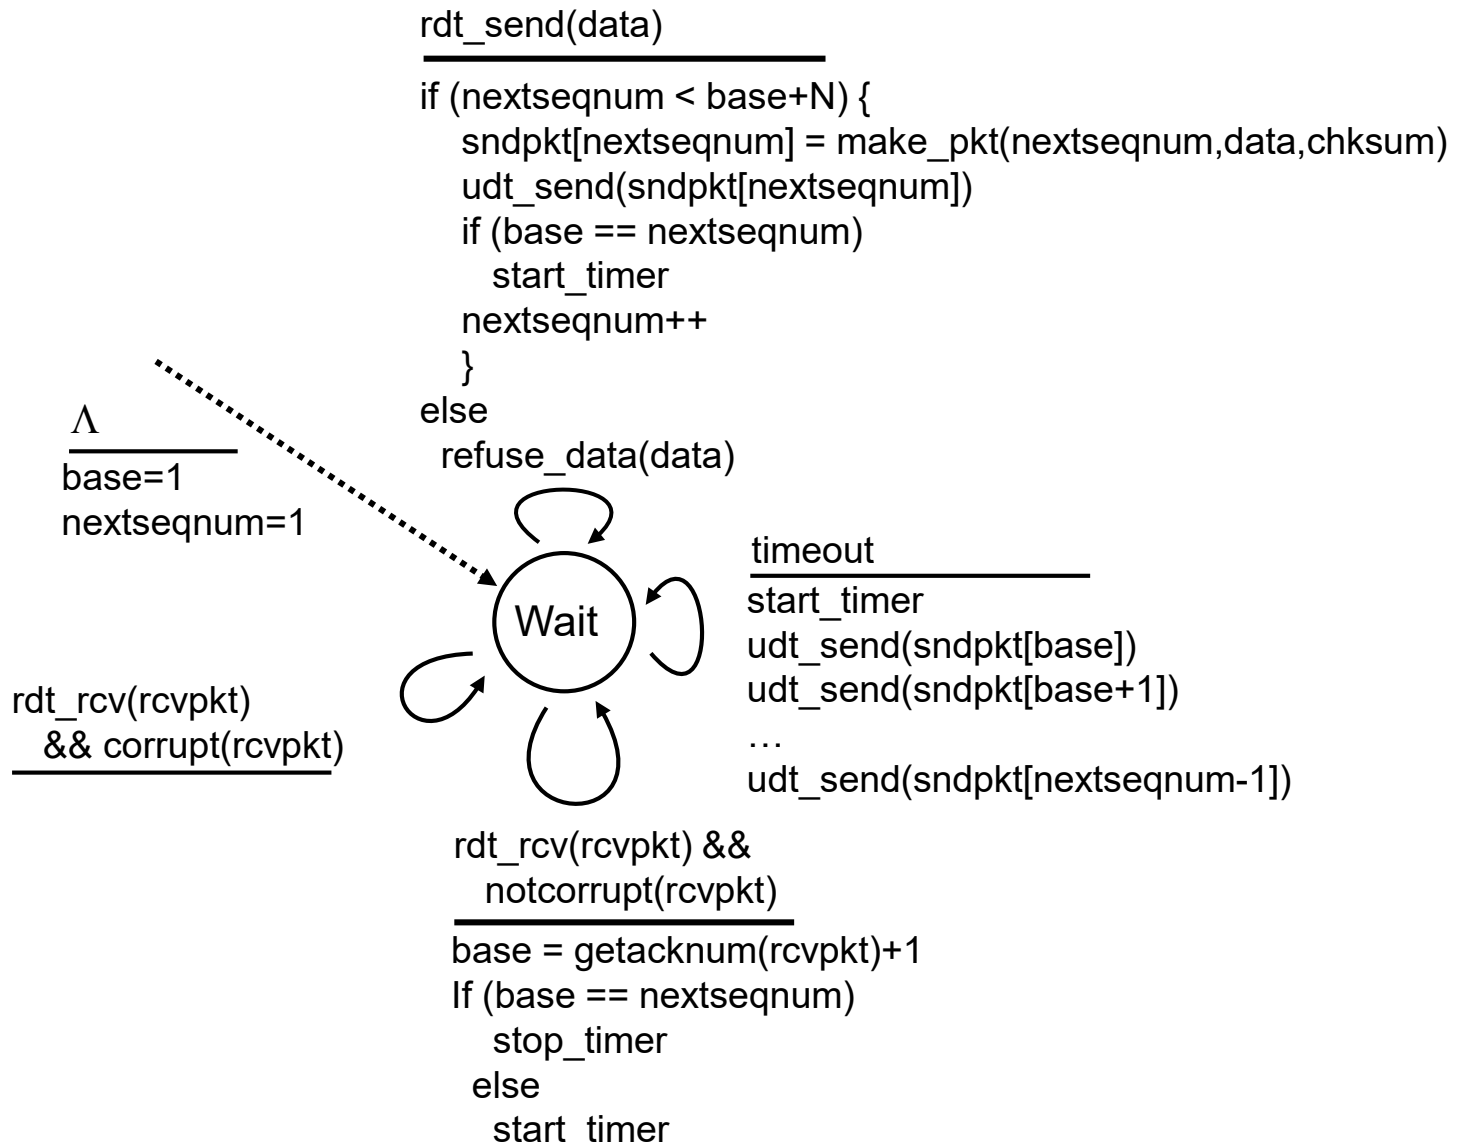 rdt_send(data)
if (nextseqnum < base+N) {
sndpkt[nextseqnum] = make_pkt(nextseqnum,data,chksum)
udt_send(sndpkt[nextseqnum])
if (base == nextseqnum)
start_timer
nextseqnum++
}
else
refuse_data(data)
Λ
base=1
nextseqnum=1
Wait
timeout
start_timer
udt_send(sndpkt[base])
udt_send(sndpkt[base+1])
…
udt_send(sndpkt[nextseqnum-1])
rdt_rcv(rcvpkt)
&& corrupt(rcvpkt)
rdt_rcv(rcvpkt) &&
notcorrupt(rcvpkt)
base = getacknum(rcvpkt)+1
If (base == nextseqnum)
stop_timer
else
start_timer